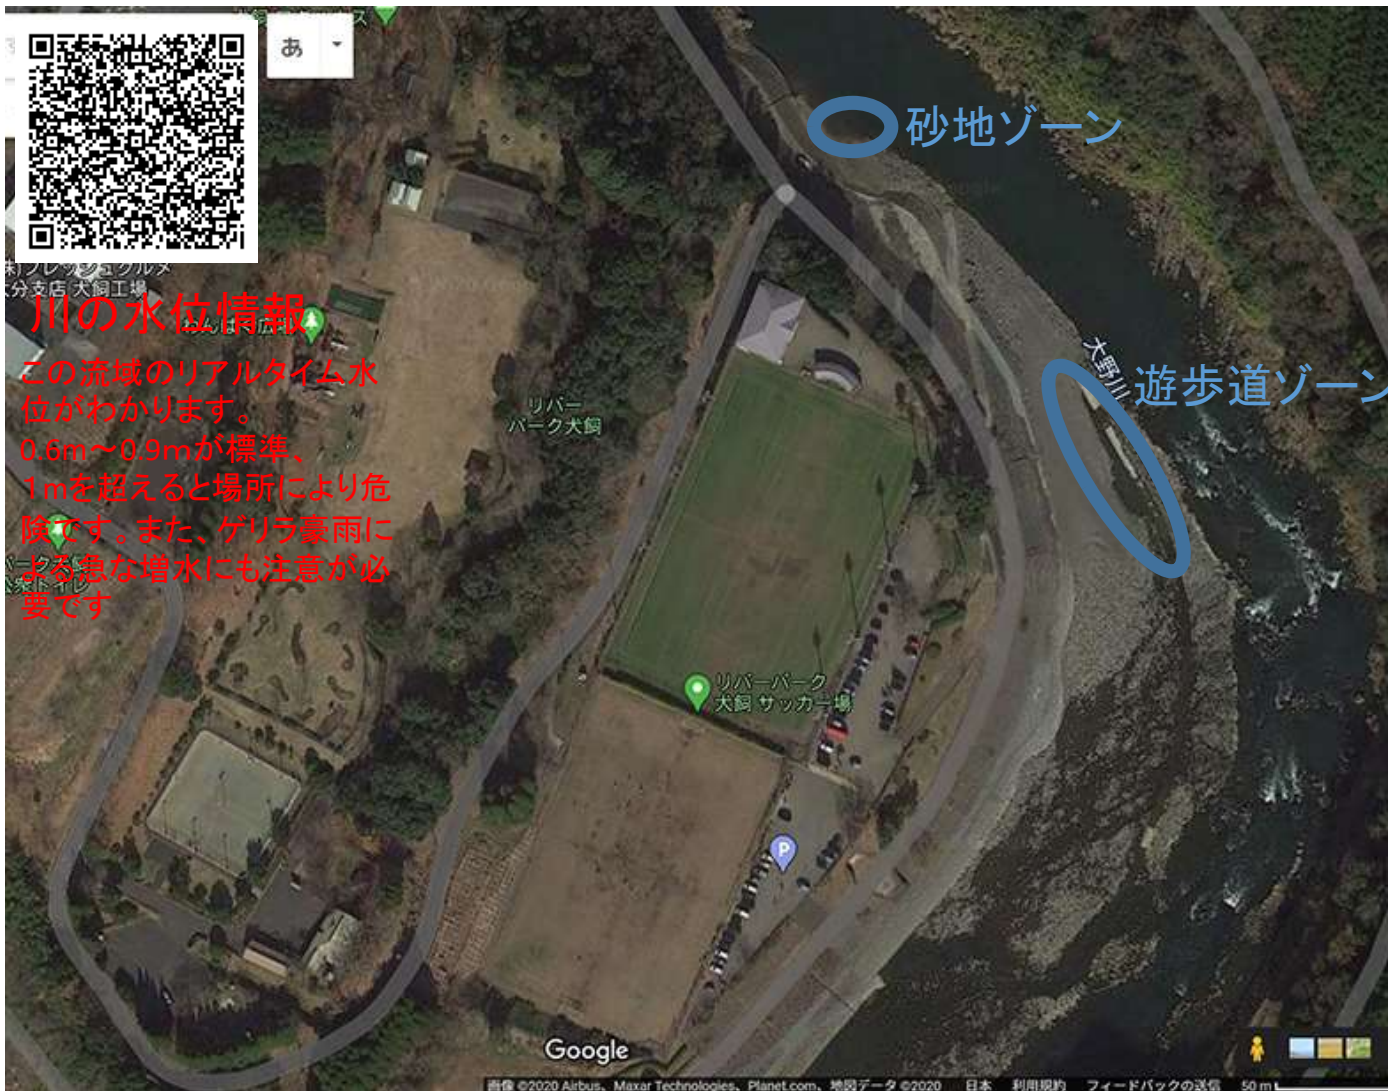 あ
砂地ゾーン
大分支店 犬飼工場
川の水位情報
この流域のリアルタイム水
位がわかります。
0.6m～0.9mが標準、
1mを超えると場所により危
険です。また、ゲリラ豪雨に
よる急な増水にも注意が必
要です
リバー
パーク犬飼
大野川
遊歩道ゾーン
リバーパーク
犬飼 サッカー場
P
Google
画像 ©2020 Airbus、Maxar Technologies、Planet.com、地図データ ©2020 日本 利用規約 フィードバックの送信 50 m